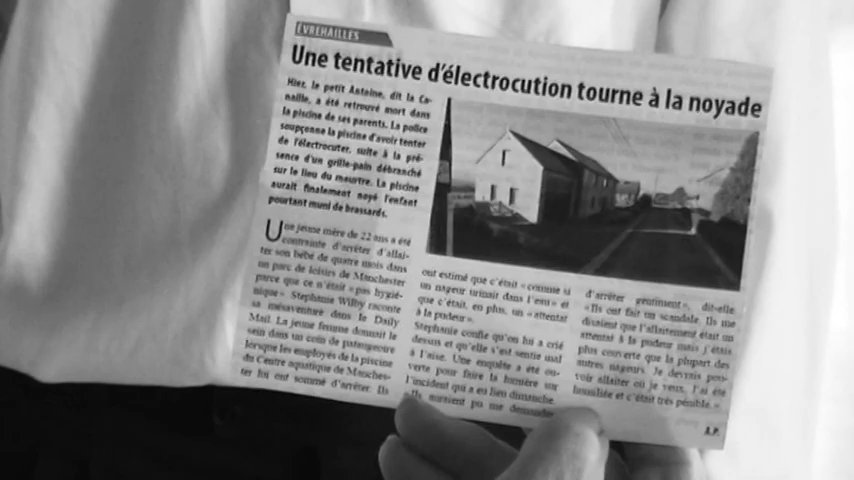 EVREHAILLES
Une tentative d'électrocution tourne à la noyade
Hier, le petit Antoine, dit la Ca-
naille, a été retrouvé mort dans
la piscine de ses parents. La police
soupçonne la piscine d'avoir tenter
de l'électrocuter, suite à la pré-
sence d'un grille-pain débranché
sur le lieu du meurtre. La piscine
aurait finalement noyé l'enfant
pourtant muni de brassards.
Une jeune mère de 22 ans a été
contrainte d'arrêter d'allai-
ter son bébé de quatre mois dans
un parc de loisirs de Manchester
parce que ce n'était « pas hygié-
nique ». Stephanie Wilby raconte
sa mésaventure dans le Daily
Mail. La jeune femme donnait le
sein dans un coin de pataugeoire
lorsque les employés de la piscine
du Centre aquatique de Manches-
ter lui ont sommé d'arrêter. Ils
ont estimé que c'était « comme si
un nageur urinait dans l'eau » et
que c'était, en plus, un « attentat
à la pudeur ».
Stephanie confie qu'on lui a crié
dessus et qu'elle s'est sentie mal
à l'aise. Une enquête a été ou-
verte pour faire la lumière sur
l'incident qui a eu lieu dimanche.
« Ils auraient pu me demander
d'arrêter gentiment », dit-elle.
« Ils ont fait un scandale. Ils me
disaient que l'allaitement était un
attentat à la pudeur mais j'étais
plus couverte que la plupart des
autres nageurs. Je devrais pou-
voir allaiter où je veux. J'ai été
humiliée et c'était très pénible. »
A.P.